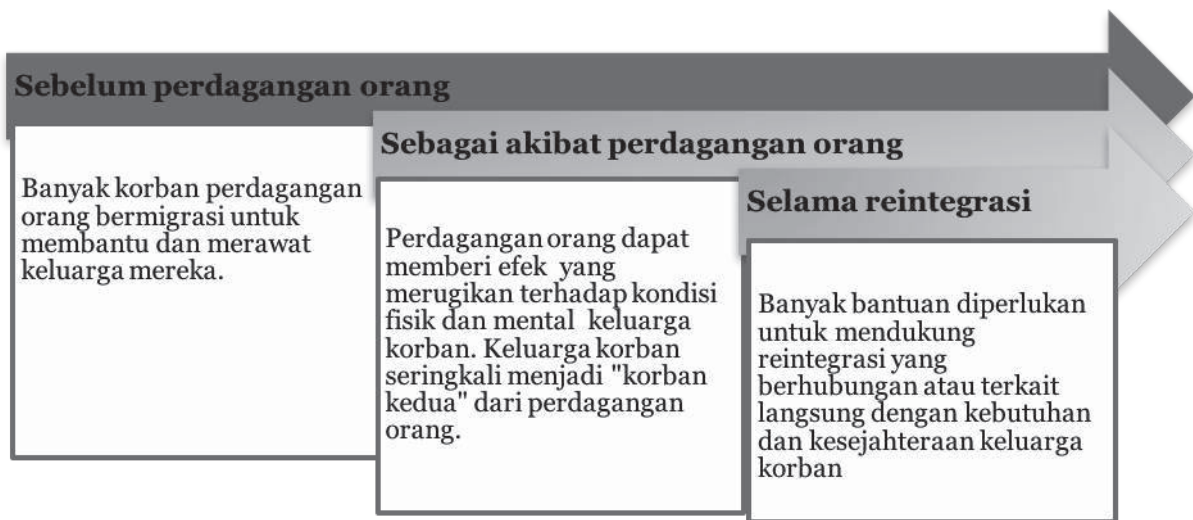 Sebelum perdagangan orang
Banyak korban perdagangan
orang bermigrasi untuk
membantu dan merawat
keluarga mereka.
Sebagai akibat perdagangan orang
Perdagangan orang dapat
memberi efek yang
merugikan terhadap kondisi
fisik dan mental keluarga
korban. Keluarga korban
seringkali menjadi "korban
kedua" dari perdagangan
orang.
Selama reintegrasi
Banyak bantuan diperlukan
untuk mendukung
reintegrasi yang
berhubungan atau terkait
langsung dengan kebutuhan
dan kesejahteraan keluarga
korban